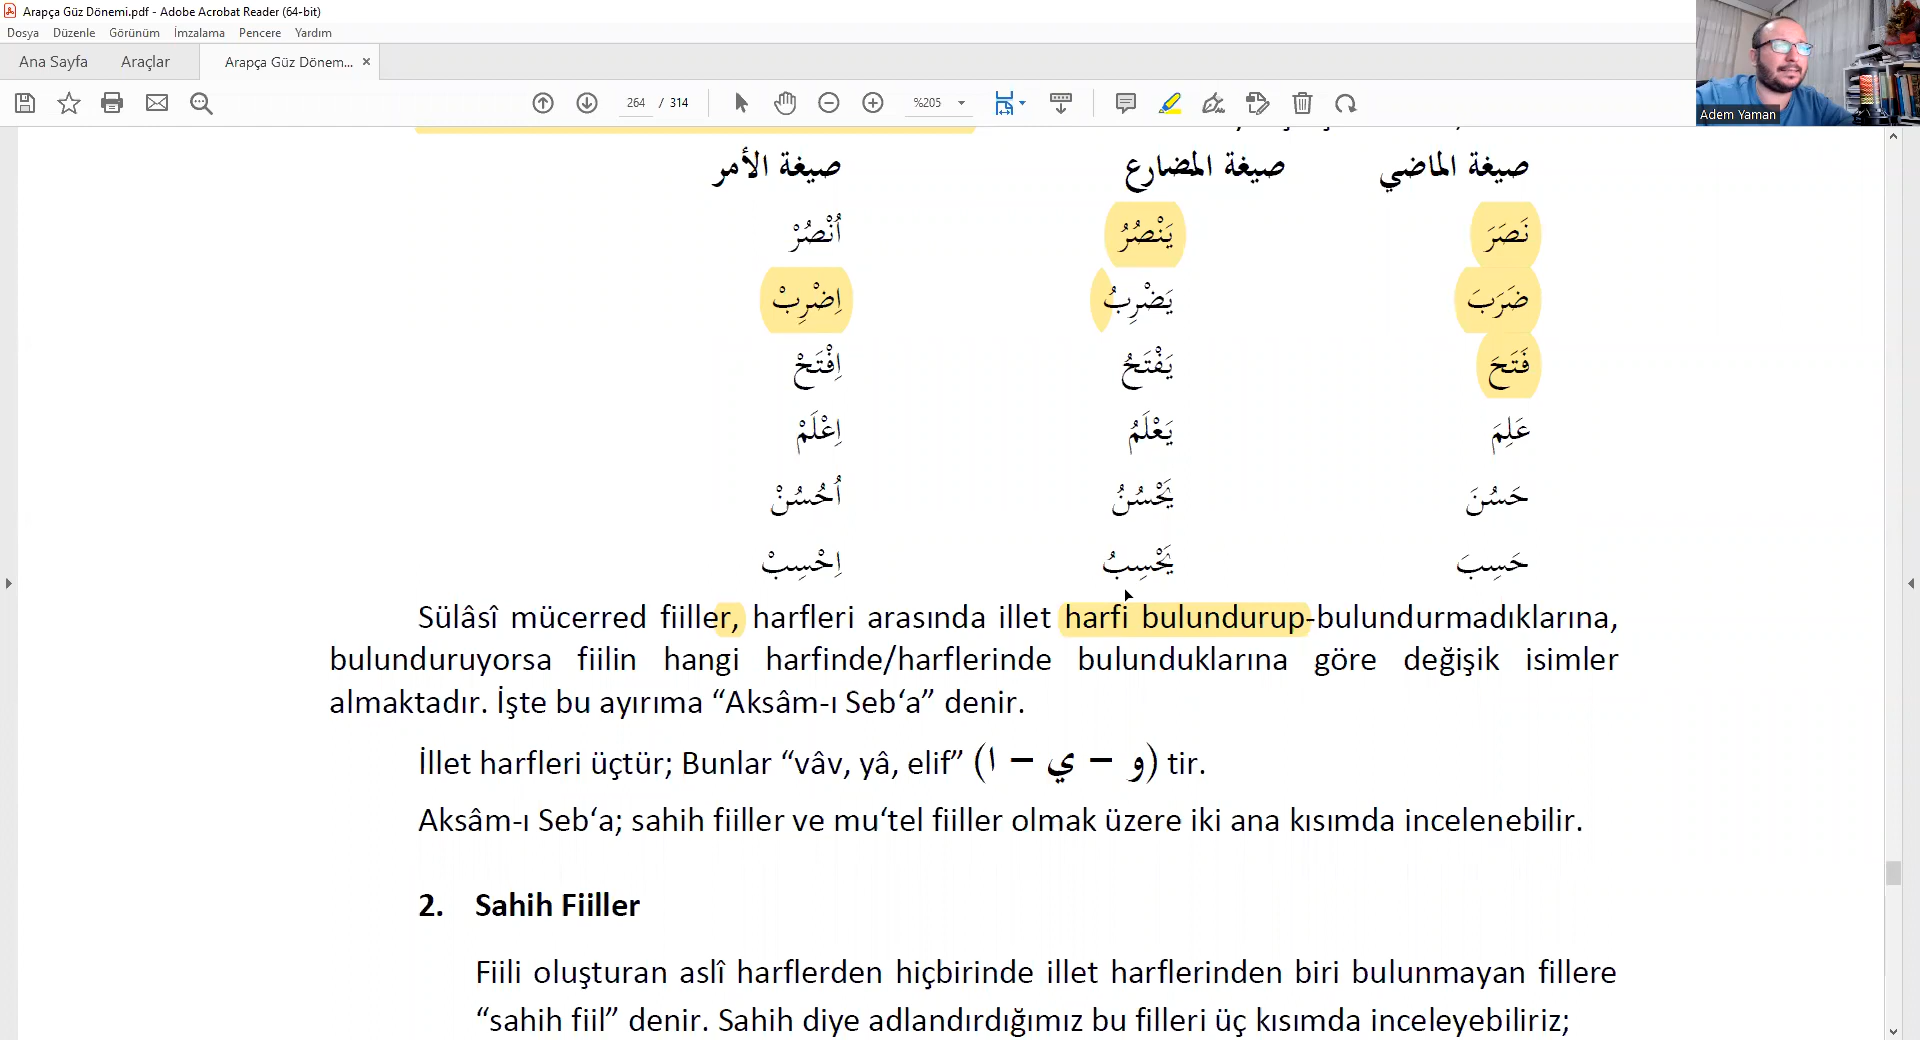 Arapça Güz Dönemi.pdf - Adobe Acrobat Reader (64-bit)
Dosya Düzenle Görünüm İmzalama Pencere Yardım
Ana Sayfa Araçlar Arapça Güz Dönem... ×
264 / 314 %205
Adem Yaman
صيغة الماضي صيغة المضارع صيغة الأمر
نَصَرَ يَنْصُرُ اُنْصُرْ
ضَرَبَ يَضْرِبُ اِضْرِبْ
فَتَحَ يَفْتَحُ اِفْتَحْ
عَلِمَ يَعْلَمُ اِعْلَمْ
حَسُنَ يَحْسُنُ اُحُسُنْ
حَسِبَ يَحْسِبُ اِحْسِبْ
Sülâsî mücerred fiiller, harfleri arasında illet harfi bulundurup-bulundurmadıklarına,
bulunduruyorsa fiilin hangi harfinde/harflerinde bulunduklarına göre değişik isimler
almaktadır. İşte bu ayırıma “Aksâm-ı Seb‘a” denir.
İllet harfleri üçtür; Bunlar “vâv, yâ, elif” (و – ي – ا) tir.
Aksâm-ı Seb‘a; sahih fiiller ve mu‘tel fiiller olmak üzere iki ana kısımda incelenebilir.
2. Sahih Fiiller
Fiili oluşturan aslî harflerden hiçbirinde illet harflerinden biri bulunmayan fillere
“sahih fiil” denir. Sahih diye adlandırdığımız bu filleri üç kısımda inceleyebiliriz;